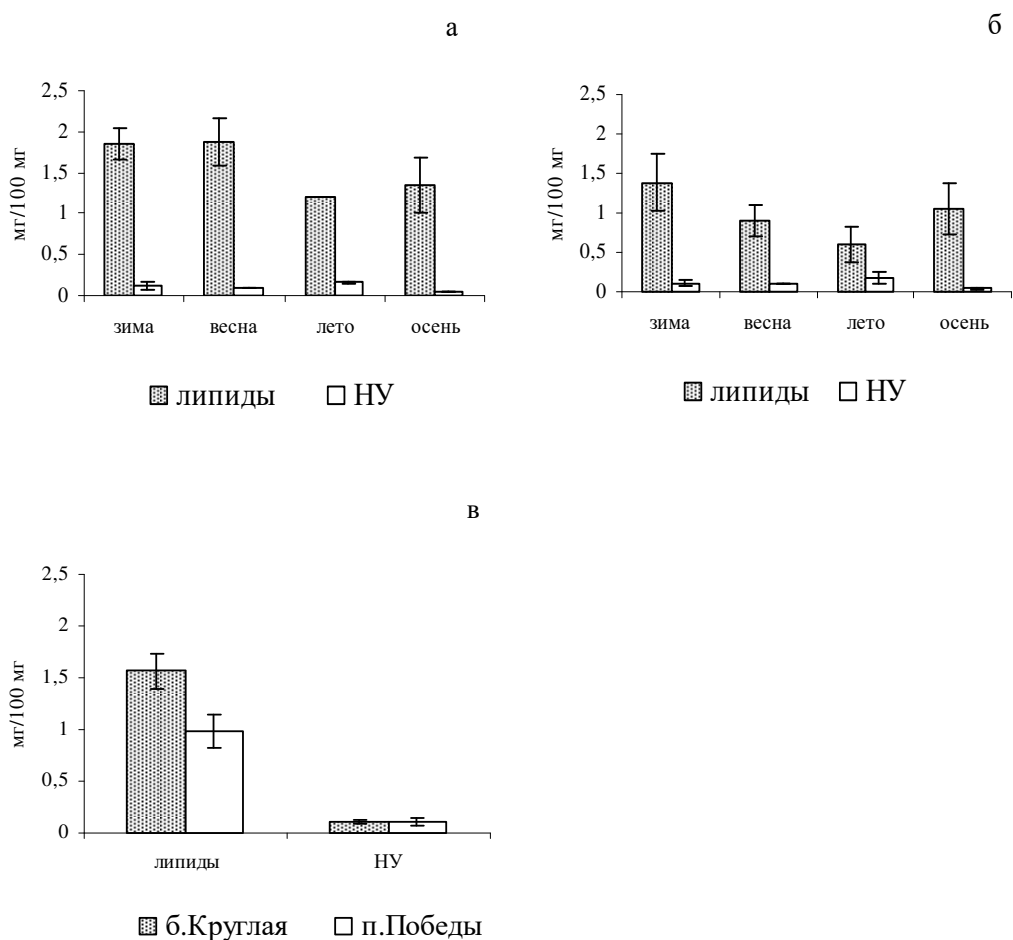 а
2,5
2
1,5
1
0,5
0
мг/100 мг
зима весна лето осень
липиды НУ
б
2,5
2
1,5
1
0,5
0
мг/100 мг
зима весна лето осень
липиды НУ
в
2,5
2
1,5
1
0,5
0
мг/100 мг
липиды НУ
б.Круглая п.Победы